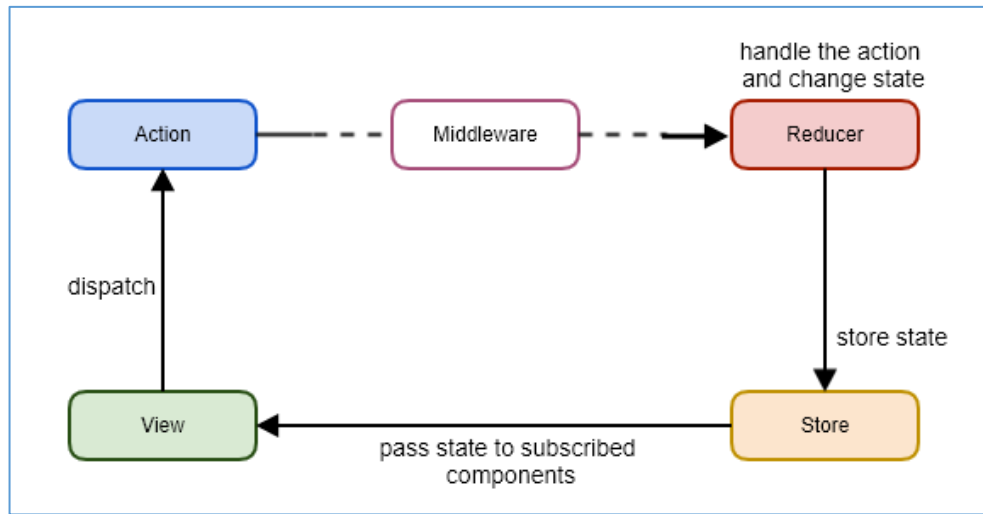 handle the action
and change state
Action
Middleware
Reducer
dispatch
store state
View
Store
pass state to subscribed
components